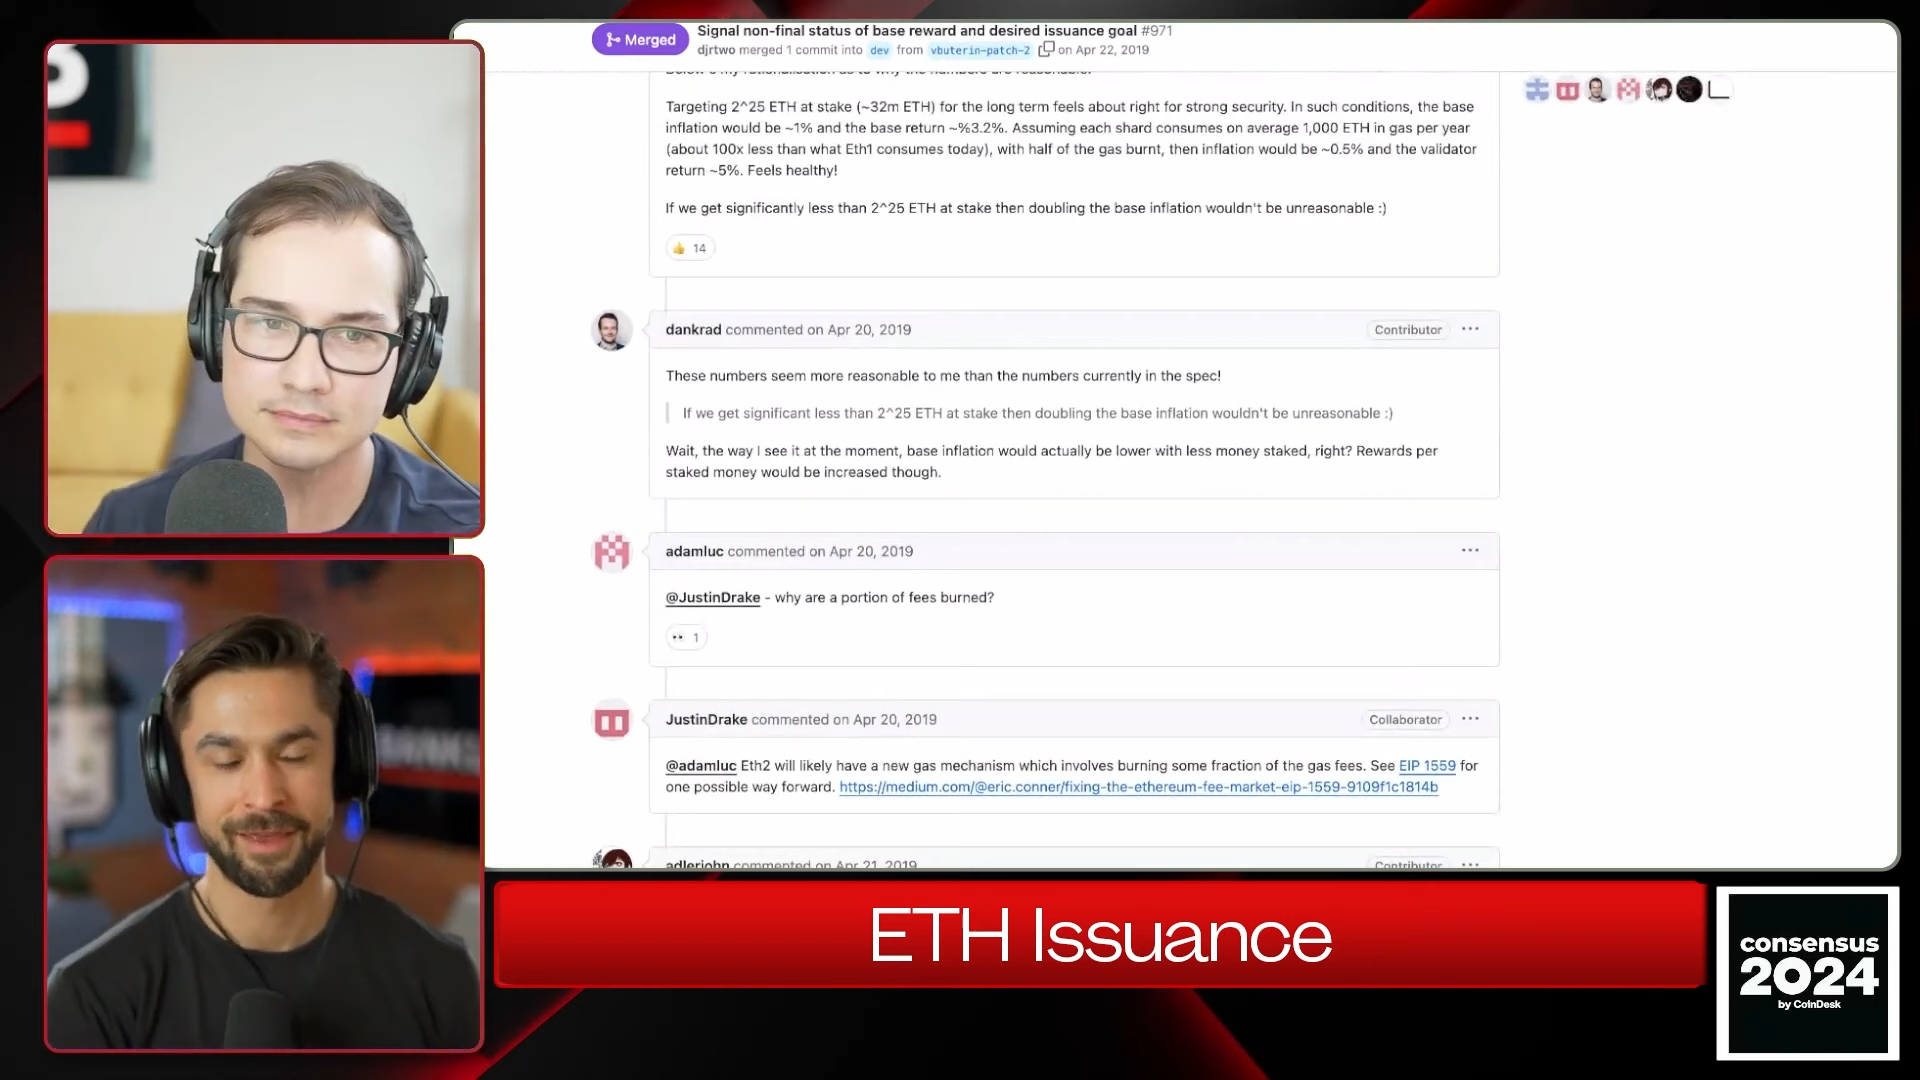 Merged
Signal non-final status of base reward and desired issuance goal #971
djrtwo merged 1 commit into dev from vbuterin-patch-2 on Apr 22, 2019
Targeting 2^25 ETH at stake (~32m ETH) for the long term feels about right for strong security. In such conditions, the base
inflation would be ~1% and the base return ~%3.2%. Assuming each shard consumes on average 1,000 ETH in gas per year
(about 100x less than what Eth1 consumes today), with half of the gas burnt, then inflation would be ~0.5% and the validator
return ~5%. Feels healthy!
If we get significantly less than 2^25 ETH at stake then doubling the base inflation wouldn't be unreasonable :)
14
dankrad commented on Apr 20, 2019
Contributor
These numbers seem more reasonable to me than the numbers currently in the spec!
If we get significant less than 2^25 ETH at stake then doubling the base inflation wouldn't be unreasonable :)
Wait, the way I see it at the moment, base inflation would actually be lower with less money staked, right? Rewards per
staked money would be increased though.
adamluc commented on Apr 20, 2019
@JustinDrake - why are a portion of fees burned?
1
JustinDrake commented on Apr 20, 2019
Collaborator
@adamluc Eth2 will likely have a new gas mechanism which involves burning some fraction of the gas fees. See EIP 1559 for
one possible way forward. https://medium.com/@eric.conner/fixing-the-ethereum-fee-market-eip-1559-9109f1c1814b
adlerjohn commented on Apr 21, 2019
Contributor
ETH Issuance
consensus
2024
by CoinDesk